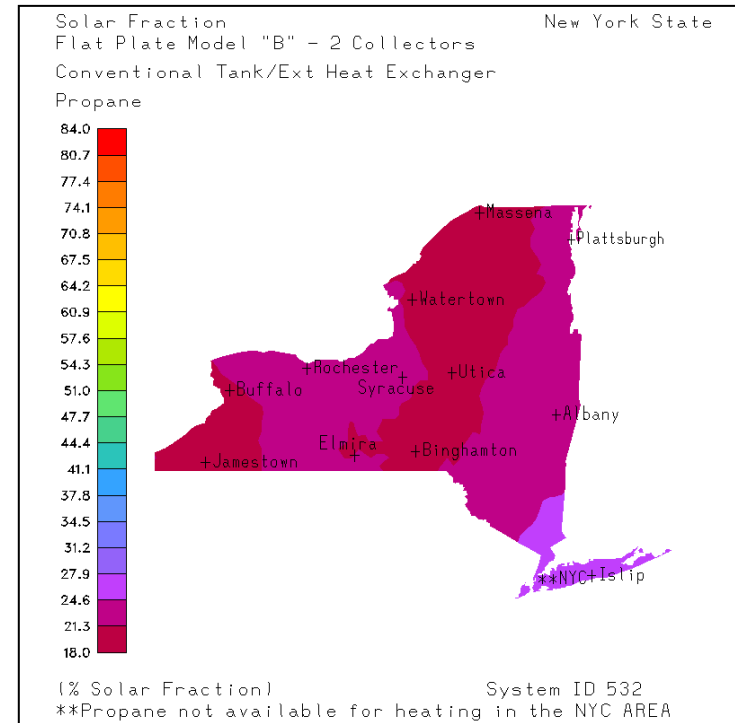 Solar Fraction New York State
Flat Plate Model "B" - 2 Collectors
Conventional Tank/Ext Heat Exchanger
Propane
84.0
80.7
77.4
74.1
70.8
67.5
64.2
60.9
57.6
54.3
51.0
47.7
44.4
41.1
37.8
34.5
31.2
27.9
24.6
21.3
18.0
+Massena
+Plattsburgh
+Watertown
+Rochester
Syracuse
+Utica
+Buffalo
+Albany
Elmira
+Binghamton
+Jamestown
**NYC+Islip
(% Solar Fraction) System ID 532
**Propane not available for heating in the NYC AREA